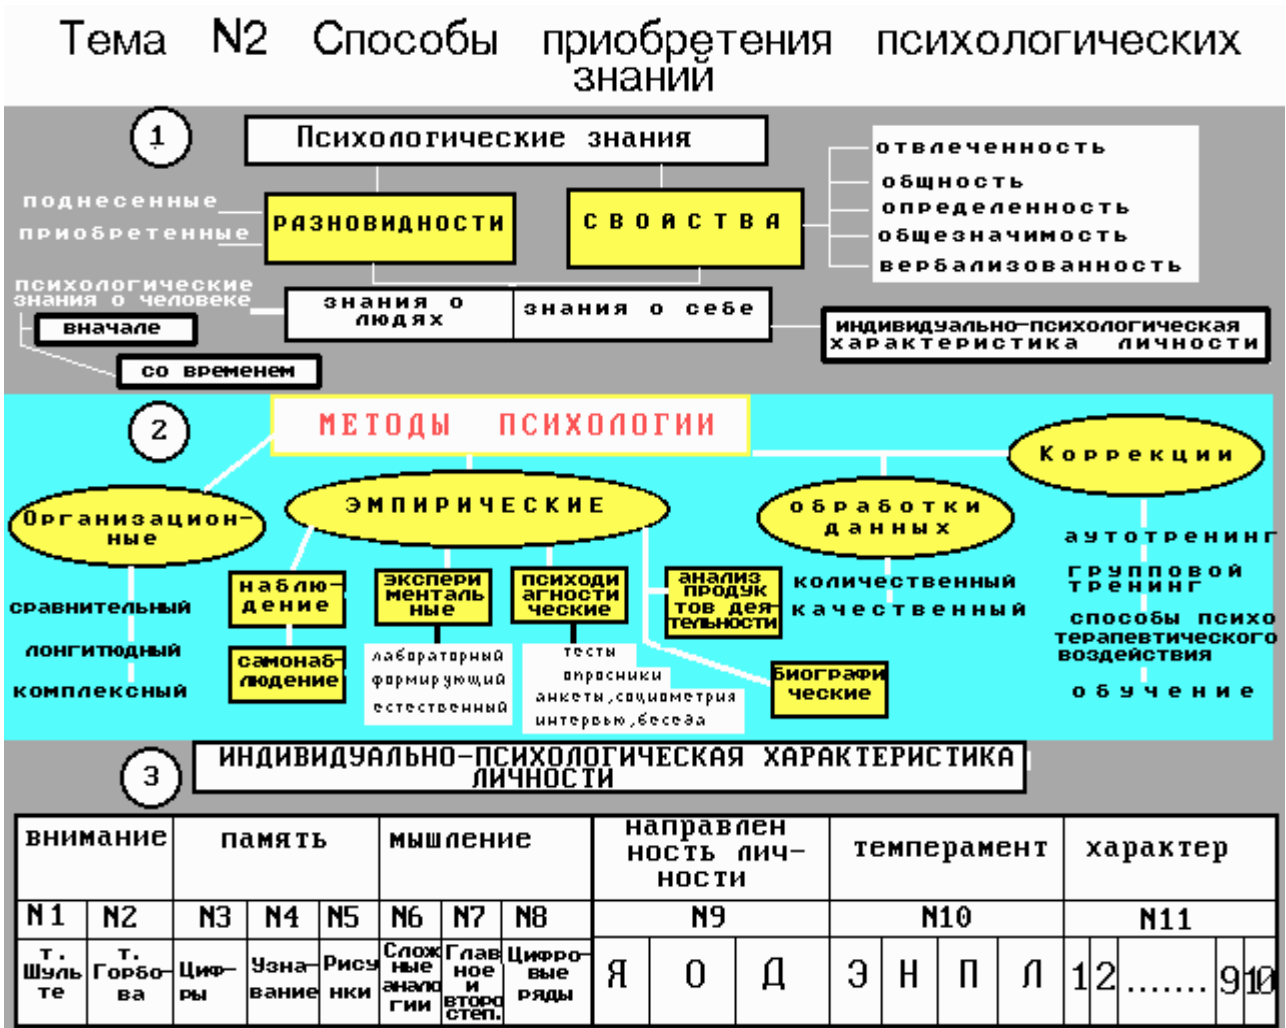 Тема N2 Способы приобретения психологических
знаний
1
Психологические знания
поднесенные
приобретенные
РАЗНОВИДНОСТИ
СВОЙСТВА
отвлеченность
общность
определенность
общезначимость
вербализованность
психологические
знания о человеке
вначале
со временем
знания о
людях
знания о себе
индивидуально-психологическая
характеристика личности
2
МЕТОДЫ ПСИХОЛОГИИ
Организацион-
ные
сравнительный
лонгитюдный
комплексный
ЭМПИРИЧЕСКИЕ
наблю-
дение
самонаб-
людение
экспери
менталь
ные
лабораторный
формирующий
естественный
психоди
агности
ческие
тесты
опросники
анкеты,социометрия
интервью,беседа
анализ
продук
тов дея-
тельности
биографи
ческие
обработки
данных
количественный
качественный
Коррекции
аутотренинг
групповой
тренинг
способы психо
терапевтического
воздействия
обучение
3
ИНДИВИДУАЛЬНО-ПСИХОЛОГИЧЕСКАЯ ХАРАКТЕРИСТИКА
ЛИЧНОСТИ
внимание
память
мышление
направлен
ность лич-
ности
темперамент
характер
N1 N2 N3 N4 N5 N6 N7 N8 N9 N10 N11
т.
Шуль
те
т.
Горбо-
ва
Циф-
ры
Узна-
вание
Рису
нки
Слож
ные
анало
гии
Глав
ное
и
второ
степ.
Цифро-
вые
ряды
Я О Д Э Н П Л 1 2 ....... 9 10